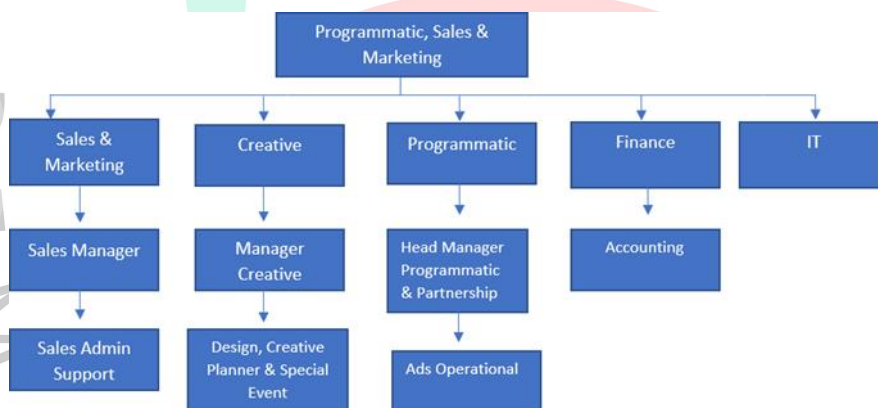 Programmatic, Sales &
Marketing
Sales &
Marketing
Creative
Programmatic
Finance
IT
Sales Manager
Manager
Creative
Head Manager
Programmatic
& Partnership
Accounting
Sales Admin
Support
Design, Creative
Planner & Special
Event
Ads Operational